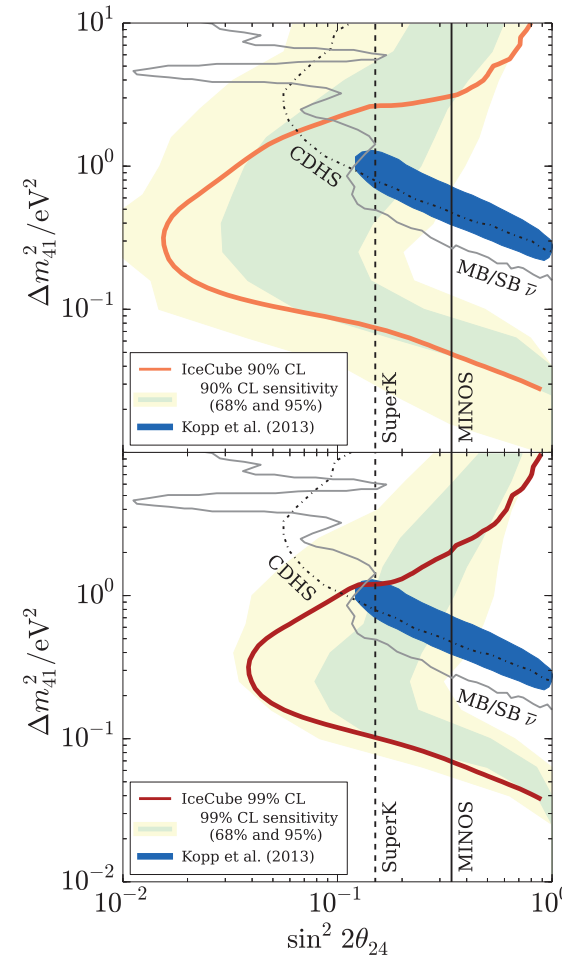 10¹
10⁰
10⁻¹
Δm²₄₁/eV²
CDHS
MB/SB ν̄
SuperK
MINOS
IceCube 90% CL
90% CL sensitivity
(68% and 95%)
Kopp et al. (2013)
10⁰
10⁻¹
10⁻²
Δm²₄₁/eV²
CDHS
MB/SB ν̄
SuperK
MINOS
IceCube 99% CL
99% CL sensitivity
(68% and 95%)
Kopp et al. (2013)
10⁻² 10⁻¹ 10⁰
sin² 2θ₂₄